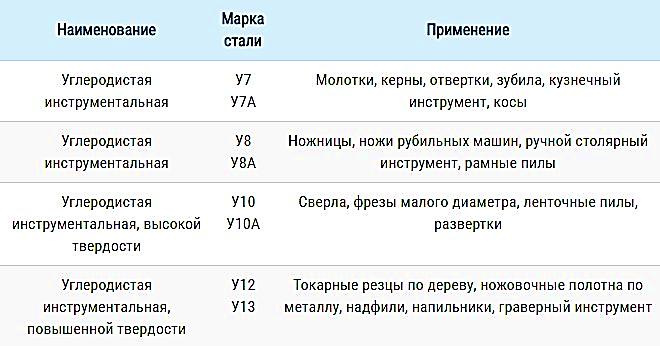 Наименование
Марка
стали
Применение
Углеродистая
инструментальная
У7
У7А
Молотки, керны, отвертки, зубила, кузнечный
инструмент, косы
Углеродистая
инструментальная
У8
У8А
Ножницы, ножи рубильных машин, ручной столярный
инструмент, рамные пилы
Углеродистая
инструментальная, высокой
твердости
У10
У10А
Сверла, фрезы малого диаметра, ленточные пилы,
развертки
Углеродистая
инструментальная,
повышенной твердости
У12
У13
Токарные резцы по дереву, ножовочные полотна по
металлу, надфили, напильники, граверный инструмент